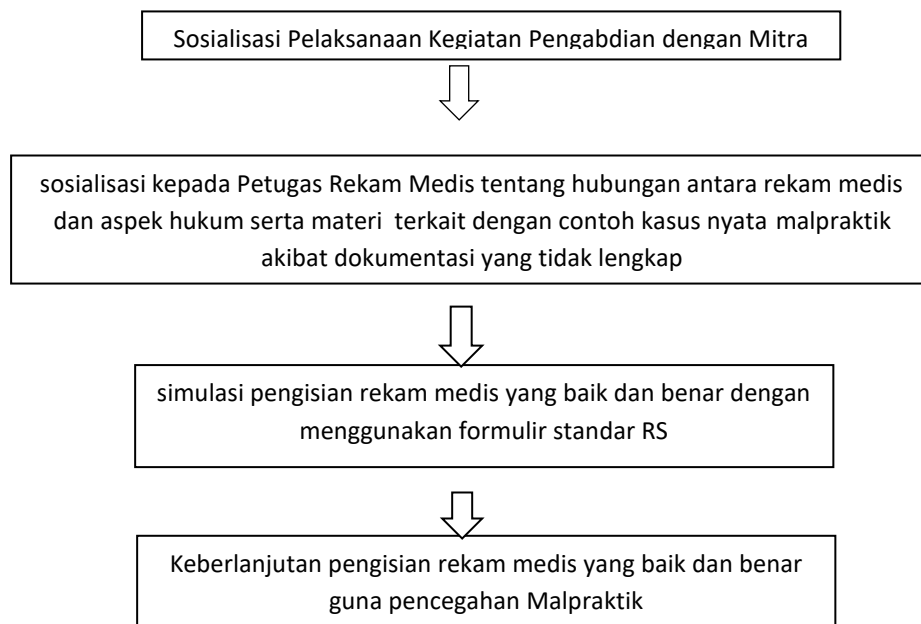 Sosialisasi Pelaksanaan Kegiatan Pengabdian dengan Mitra
sosialisasi kepada Petugas Rekam Medis tentang hubungan antara rekam medis
dan aspek hukum serta materi terkait dengan contoh kasus nyata malpraktik
akibat dokumentasi yang tidak lengkap
simulasi pengisian rekam medis yang baik dan benar dengan
menggunakan formulir standar RS
Keberlanjutan pengisian rekam medis yang baik dan benar
guna pencegahan Malpraktik